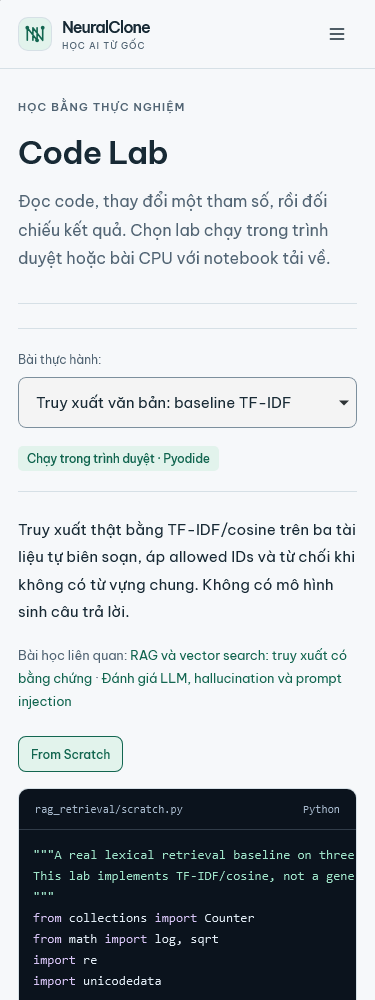 NeuralClone
HỌC AI TỪ GỐC
HỌC BẰNG THỰC NGHIỆM
Code Lab
Đọc code, thay đổi một tham số, rồi đối
chiếu kết quả. Chọn lab chạy trong trình
duyệt hoặc bài CPU với notebook tải về.
Bài thực hành:
Truy xuất văn bản: baseline TF-IDF
Chạy trong trình duyệt · Pyodide
Truy xuất thật bằng TF-IDF/cosine trên ba tài
liệu tự biên soạn, áp allowed IDs và từ chối khi
không có từ vựng chung. Không có mô hình
sinh câu trả lời.
Bài học liên quan: RAG và vector search: truy xuất có
bằng chứng · Đánh giá LLM, hallucination và prompt
injection
From Scratch
rag_retrieval/scratch.py Python
"""A real lexical retrieval baseline on three
This lab implements TF-IDF/cosine, not a gene
"""
from collections import Counter
from math import log, sqrt
import re
import unicodedata